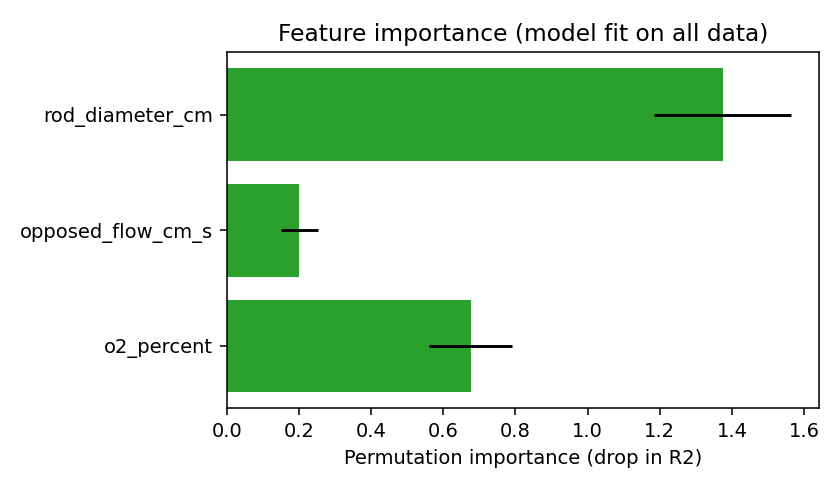 Feature importance (model fit on all data)
rod_diameter_cm
opposed_flow_cm_s
o2_percent
0.0 0.2 0.4 0.6 0.8 1.0 1.2 1.4 1.6
Permutation importance (drop in R2)